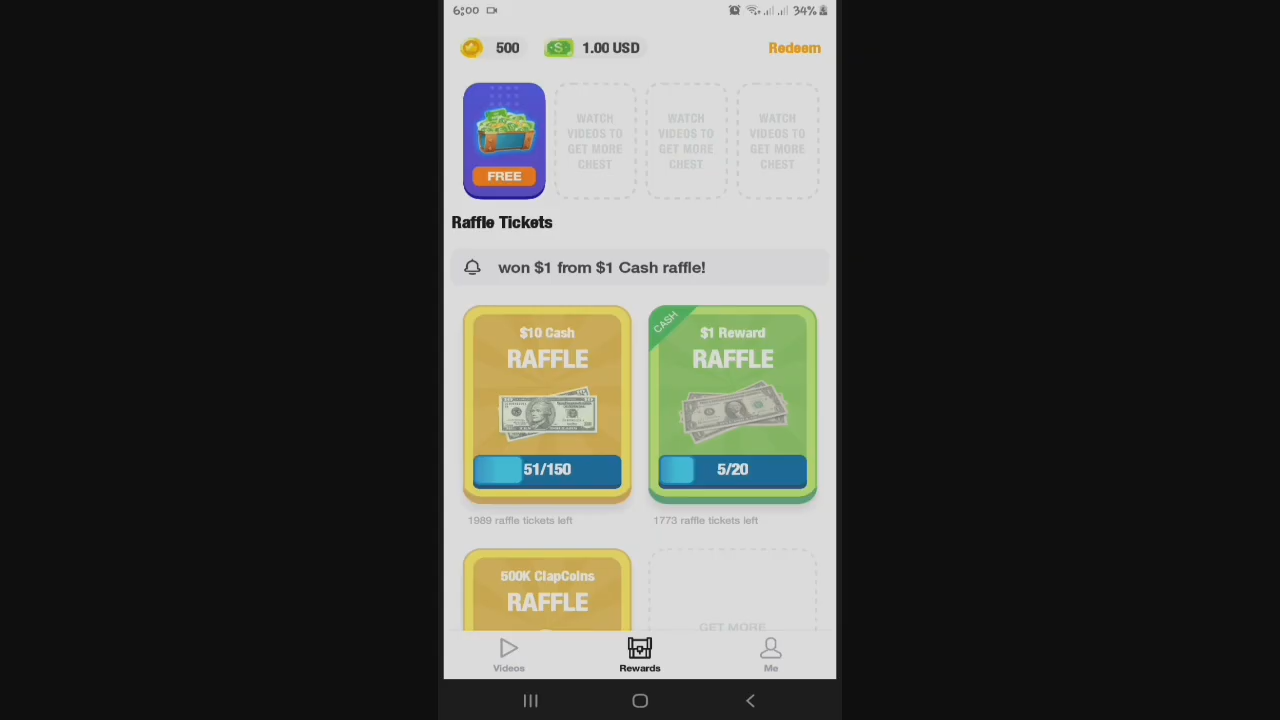 6:00 34%
500 1.00 USD Redeem
WATCH VIDEOS TO GET MORE CHEST
WATCH VIDEOS TO GET MORE CHEST
WATCH VIDEOS TO GET MORE CHEST
FREE
Raffle Tickets
won $1 from $1 Cash raffle!
$10 Cash
RAFFLE
51/150
1989 raffle tickets left
CASH
$1 Reward
RAFFLE
5/20
1773 raffle tickets left
500K ClapCoins
RAFFLE
GET MORE
Videos Rewards Me